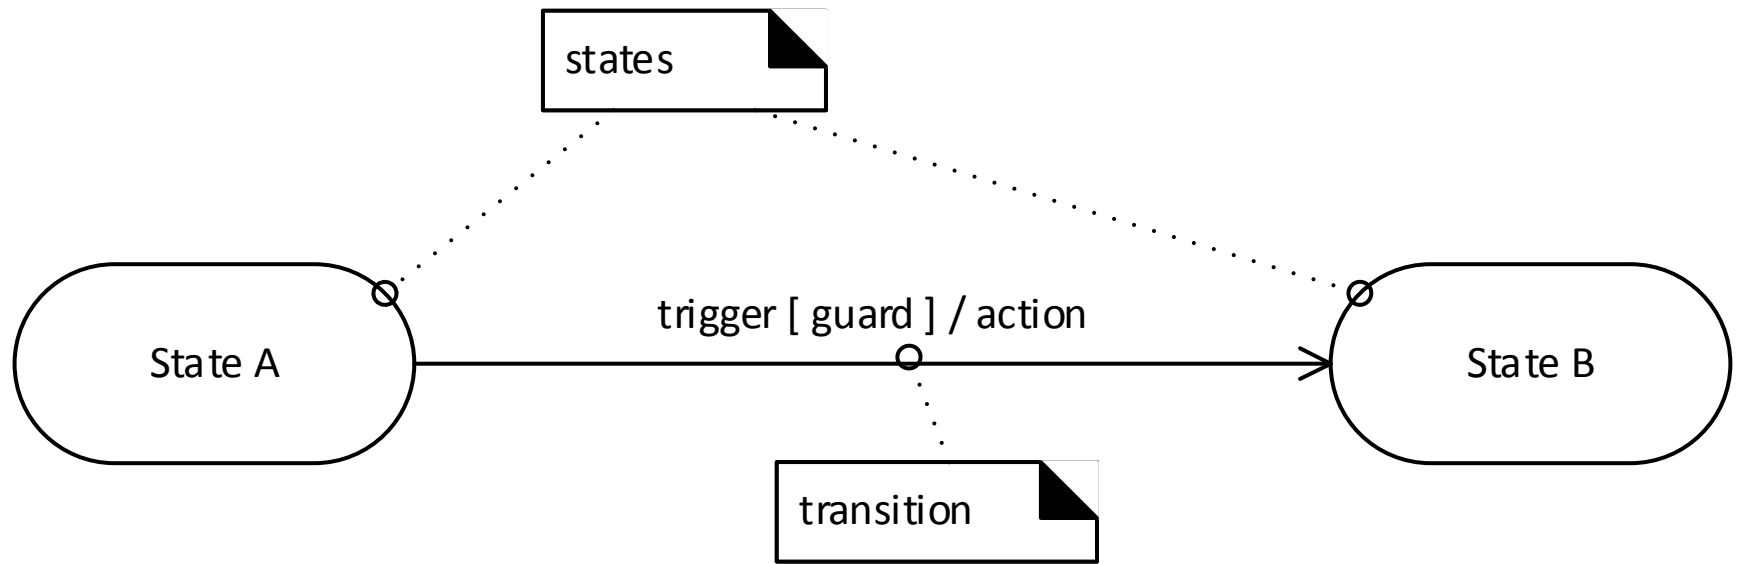 states
trigger [ guard ] / action
State A
State B
transition